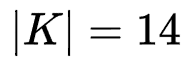 |K| = 14